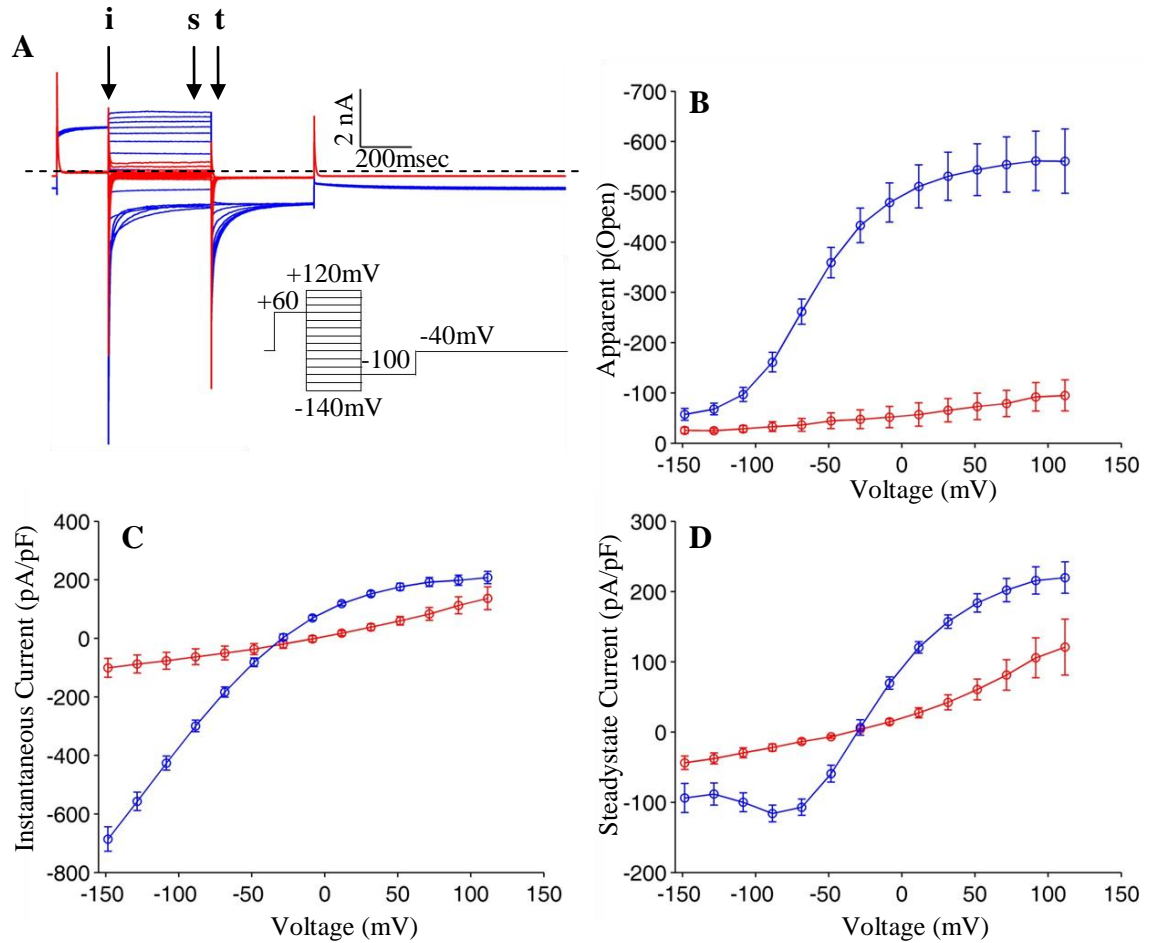 i s t
A
2 nA
200msec
+120mV
+60
-40mV
-100
-140mV
B
-700
-600
-500
-400
-300
-200
-100
0
Apparent p(Open)
-150 -100 -50 0 50 100 150
Voltage (mV)
C
400
200
0
-200
-400
-600
-800
Instantaneous Current (pA/pF)
-150 -100 -50 0 50 100 150
Voltage (mV)
D
300
200
100
0
-100
-200
Steadystate Current (pA/pF)
-150 -100 -50 0 50 100 150
Voltage (mV)